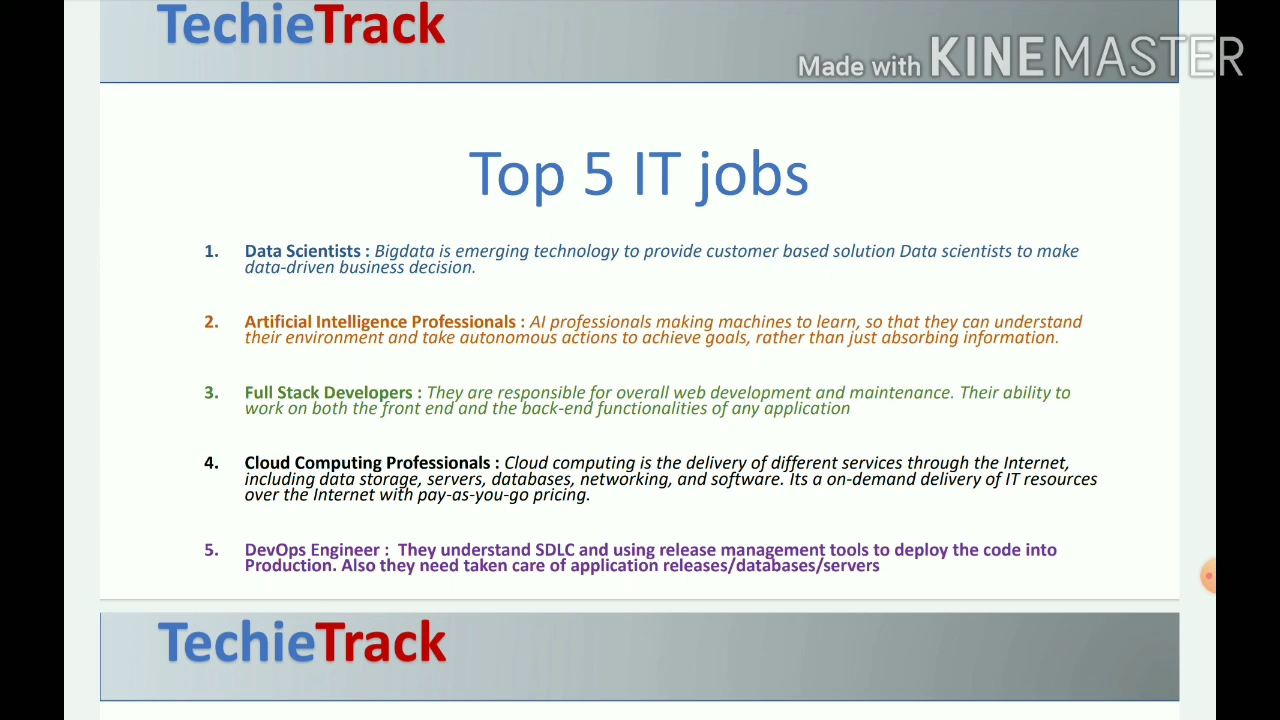 TechieTrack
Made with KINEMASTER
Top 5 IT jobs
1. Data Scientists : Bigdata is emerging technology to provide customer based solution Data scientists to make
data-driven business decision.
2. Artificial Intelligence Professionals : AI professionals making machines to learn, so that they can understand
their environment and take autonomous actions to achieve goals, rather than just absorbing information.
3. Full Stack Developers : They are responsible for overall web development and maintenance. Their ability to
work on both the front end and the back-end functionalities of any application
4. Cloud Computing Professionals : Cloud computing is the delivery of different services through the Internet,
including data storage, servers, databases, networking, and software. Its a on-demand delivery of IT resources
over the Internet with pay-as-you-go pricing.
5. DevOps Engineer : They understand SDLC and using release management tools to deploy the code into
Production. Also they need taken care of application releases/databases/servers
TechieTrack